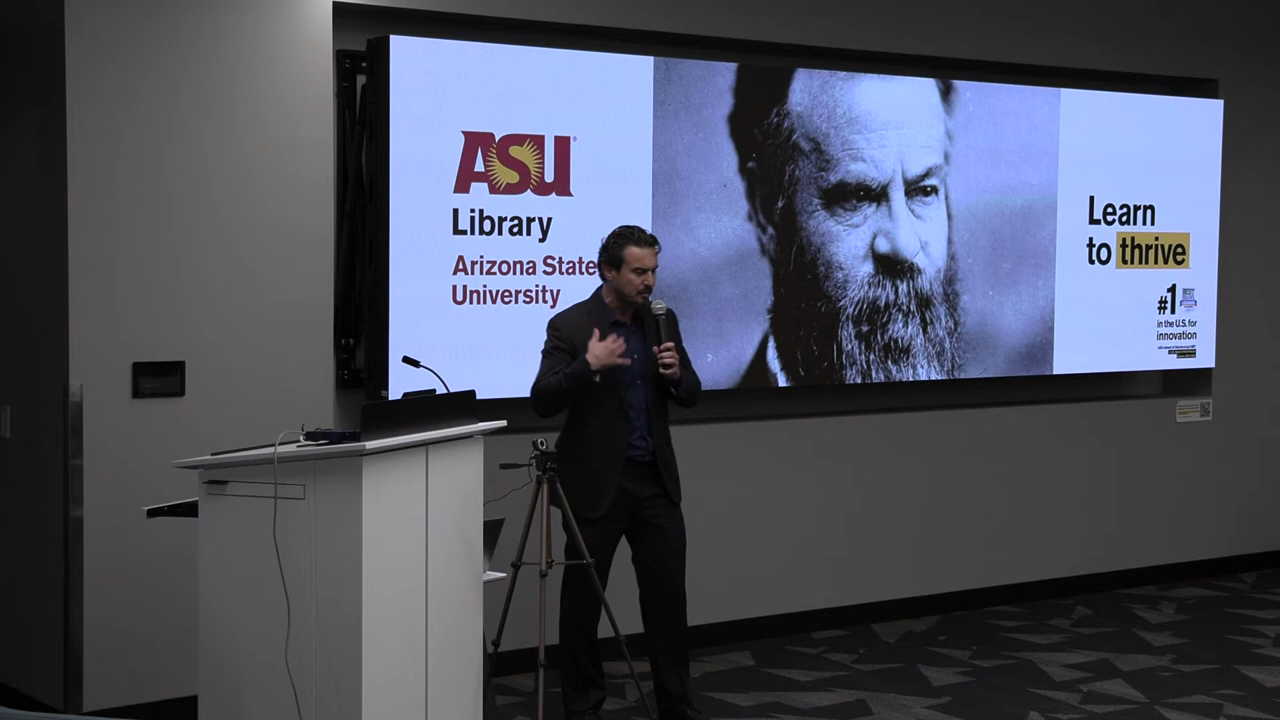 ASU
Library
Arizona State
University
Learn
to thrive
#1
in the U.S. for
innovation